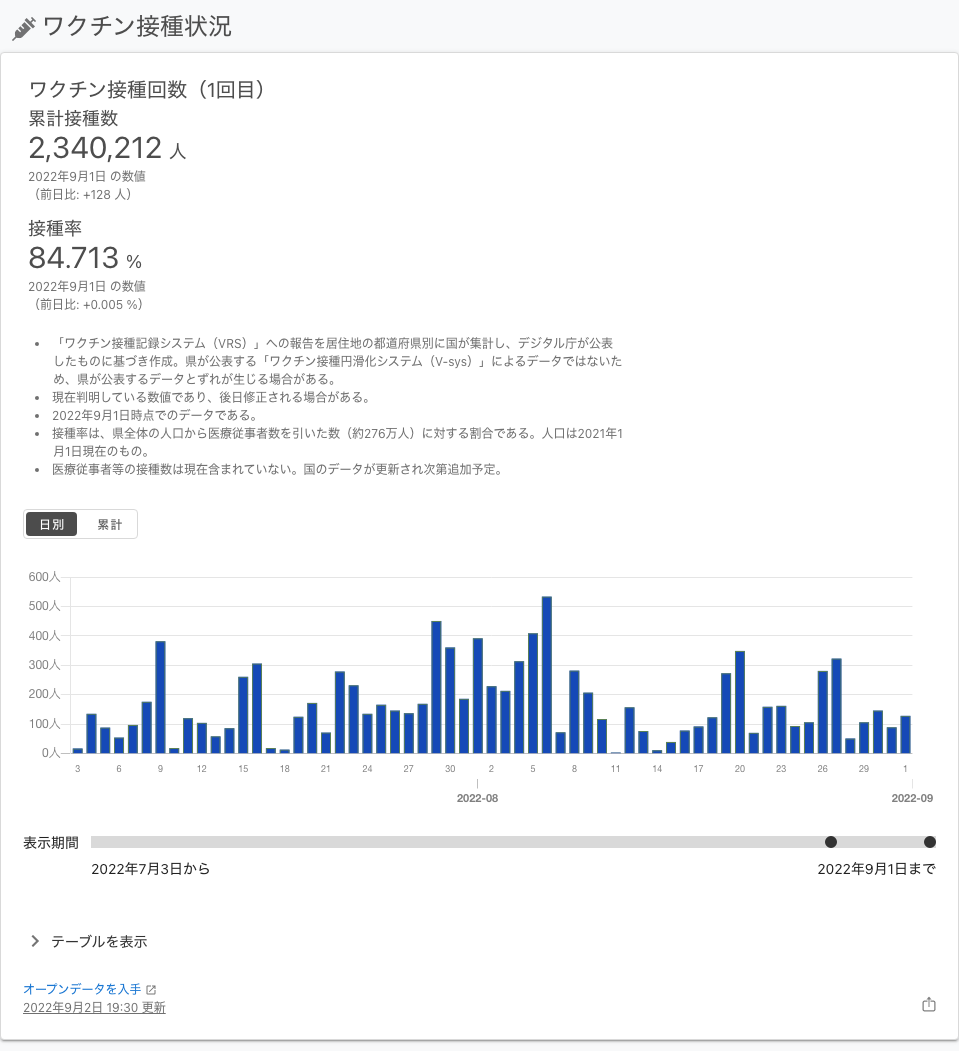 ワクチン接種状況
ワクチン接種回数（1回目）
累計接種数
2,340,212 人
2022年9月1日 の数値
（前日比: +128 人）
接種率
84.713 %
2022年9月1日 の数値
（前日比: +0.005 %）
• 「ワクチン接種記録システム（VRS）」への報告を居住地の都道府県別に国が集計し、デジタル庁が公表
したものに基づき作成。県が公表する「ワクチン接種円滑化システム（V-sys）」によるデータではないた
め、県が公表するデータとずれが生じる場合がある。
• 現在判明している数値であり、後日修正される場合がある。
• 2022年9月1日時点でのデータである。
• 接種率は、県全体の人口から医療従事者数を引いた数（約276万人）に対する割合である。人口は2021年1
月1日現在のもの。
• 医療従事者等の接種数は現在含まれていない。国のデータが更新され次第追加予定。
日別 累計
600人
500人
400人
300人
200人
100人
0人
3 6 9 12 15 18 21 24 27 30 2 5 8 11 14 17 20 23 26 29 1
2022-08 2022-09
表示期間
2022年7月3日から 2022年9月1日まで
テーブルを表示
オープンデータを入手
2022年9月2日 19:30 更新